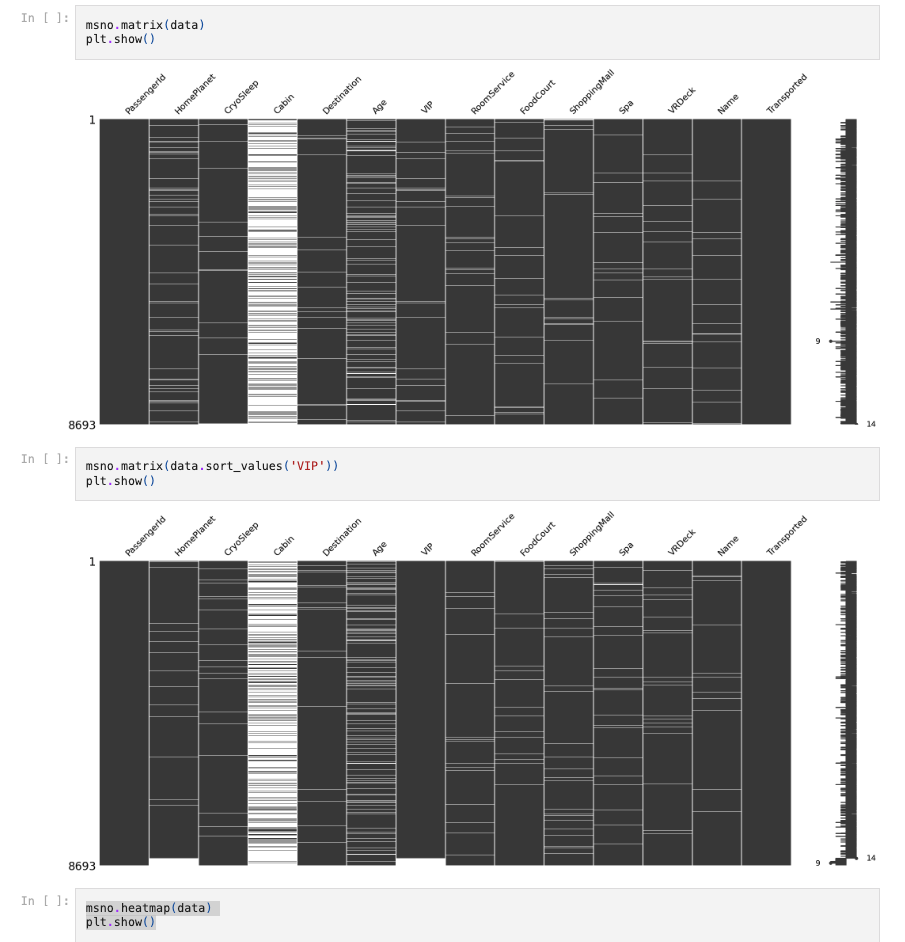 In [ ]:
msno.matrix(data)
plt.show()
PassengerId HomePlanet CryoSleep Cabin Destination Age VIP RoomService FoodCourt ShoppingMall Spa VRDeck Name Transported
1
9
8693
14
In [ ]:
msno.matrix(data.sort_values('VIP'))
plt.show()
PassengerId HomePlanet CryoSleep Cabin Destination Age VIP RoomService FoodCourt ShoppingMall Spa VRDeck Name Transported
1
14
9
8693
In [ ]:
msno.heatmap(data)
plt.show()